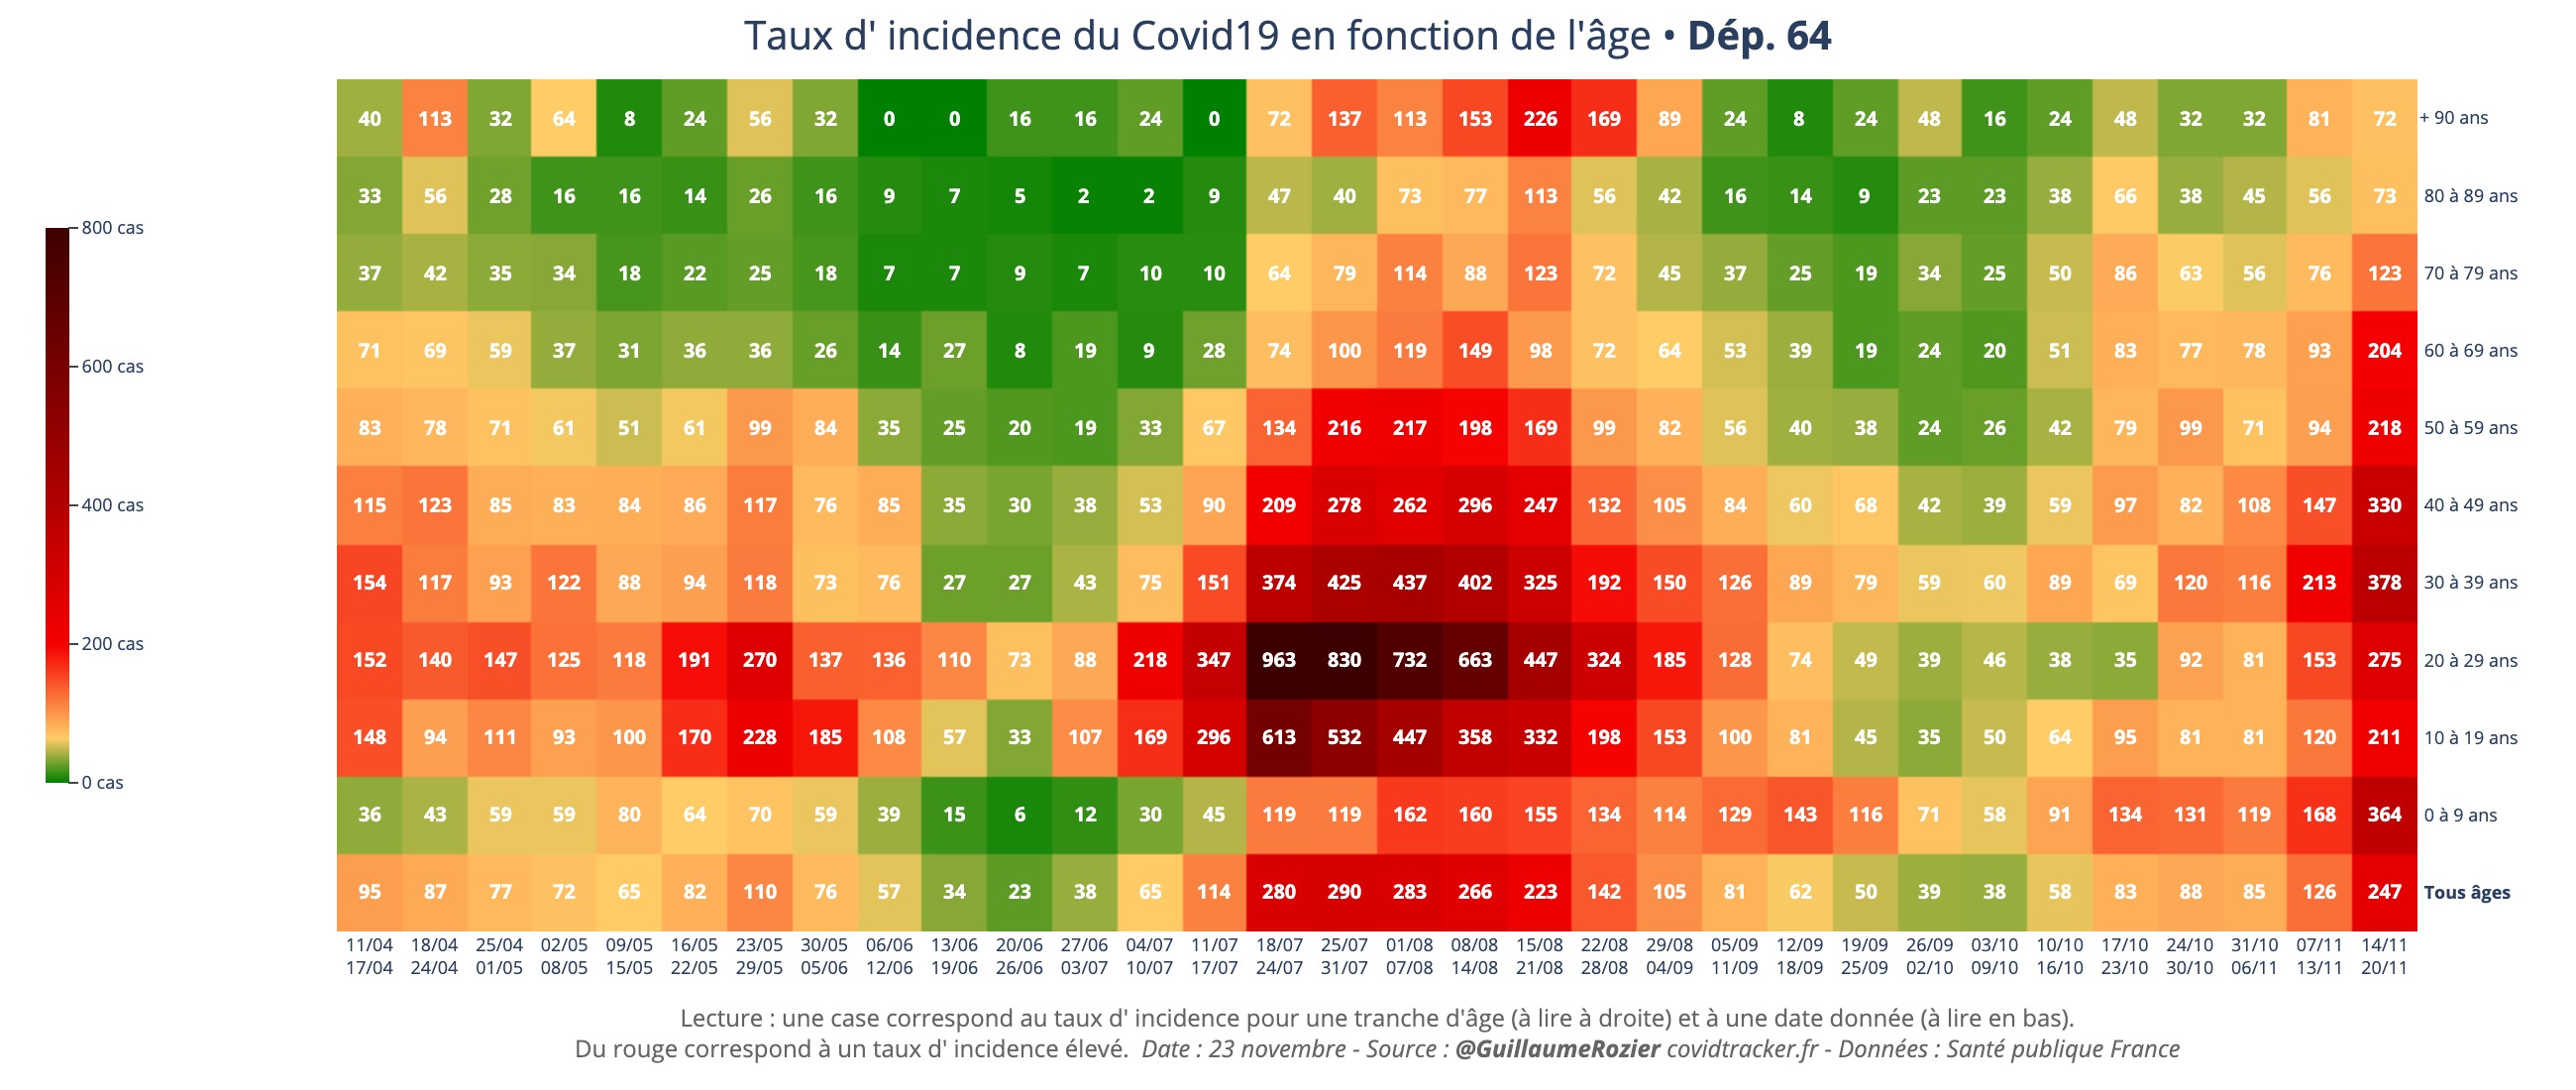 Taux d' incidence du Covid19 en fonction de l'âge • Dép. 64
40 113 32 64 8 24 56 32 0 0 16 16 24 0 72 137 113 153 226 169 89 24 8 24 48 16 24 48 32 32 81 72 + 90 ans
33 56 28 16 16 14 26 16 9 7 5 2 2 9 47 40 73 77 113 56 42 16 14 9 23 23 38 66 38 45 56 73 80 à 89 ans
800 cas
37 42 35 34 18 22 25 18 7 7 9 7 10 10 64 79 114 88 123 72 45 37 25 19 34 25 50 86 63 56 76 123 70 à 79 ans
71 69 59 37 31 36 36 26 14 27 8 19 9 28 74 100 119 149 98 72 64 53 39 19 24 20 51 83 77 78 93 204 60 à 69 ans
600 cas
83 78 71 61 51 61 99 84 35 25 20 19 33 67 134 216 217 198 169 99 82 56 40 38 24 26 42 79 99 71 94 218 50 à 59 ans
400 cas
115 123 85 83 84 86 117 76 85 35 30 38 53 90 209 278 262 296 247 132 105 84 60 68 42 39 59 97 82 108 147 330 40 à 49 ans
154 117 93 122 88 94 118 73 76 27 27 43 75 151 374 425 437 402 325 192 150 126 89 79 59 60 89 69 120 116 213 378 30 à 39 ans
200 cas
152 140 147 125 118 191 270 137 136 110 73 88 218 347 963 830 732 663 447 324 185 128 74 49 39 46 38 35 92 81 153 275 20 à 29 ans
148 94 111 93 100 170 228 185 108 57 33 107 169 296 613 532 447 358 332 198 153 100 81 45 35 50 64 95 81 81 120 211 10 à 19 ans
0 cas
36 43 59 59 80 64 70 59 39 15 6 12 30 45 119 119 162 160 155 134 114 129 143 116 71 58 91 134 131 119 168 364 0 à 9 ans
95 87 77 72 65 82 110 76 57 34 23 38 65 114 280 290 283 266 223 142 105 81 62 50 39 38 58 83 88 85 126 247 Tous âges
11/04 18/04 25/04 02/05 09/05 16/05 23/05 30/05 06/06 13/06 20/06 27/06 04/07 11/07 18/07 25/07 01/08 08/08 15/08 22/08 29/08 05/09 12/09 19/09 26/09 03/10 10/10 17/10 24/10 31/10 07/11 14/11
17/04 24/04 01/05 08/05 15/05 22/05 29/05 05/06 12/06 19/06 26/06 03/07 10/07 17/07 24/07 31/07 07/08 14/08 21/08 28/08 04/09 11/09 18/09 25/09 02/10 09/10 16/10 23/10 30/10 06/11 13/11 20/11
Lecture : une case correspond au taux d' incidence pour une tranche d'âge (à lire à droite) et à une date donnée (à lire en bas).
Du rouge correspond à un taux d' incidence élevé. Date : 23 novembre - Source : @GuillaumeRozier covidtracker.fr - Données : Santé publique France